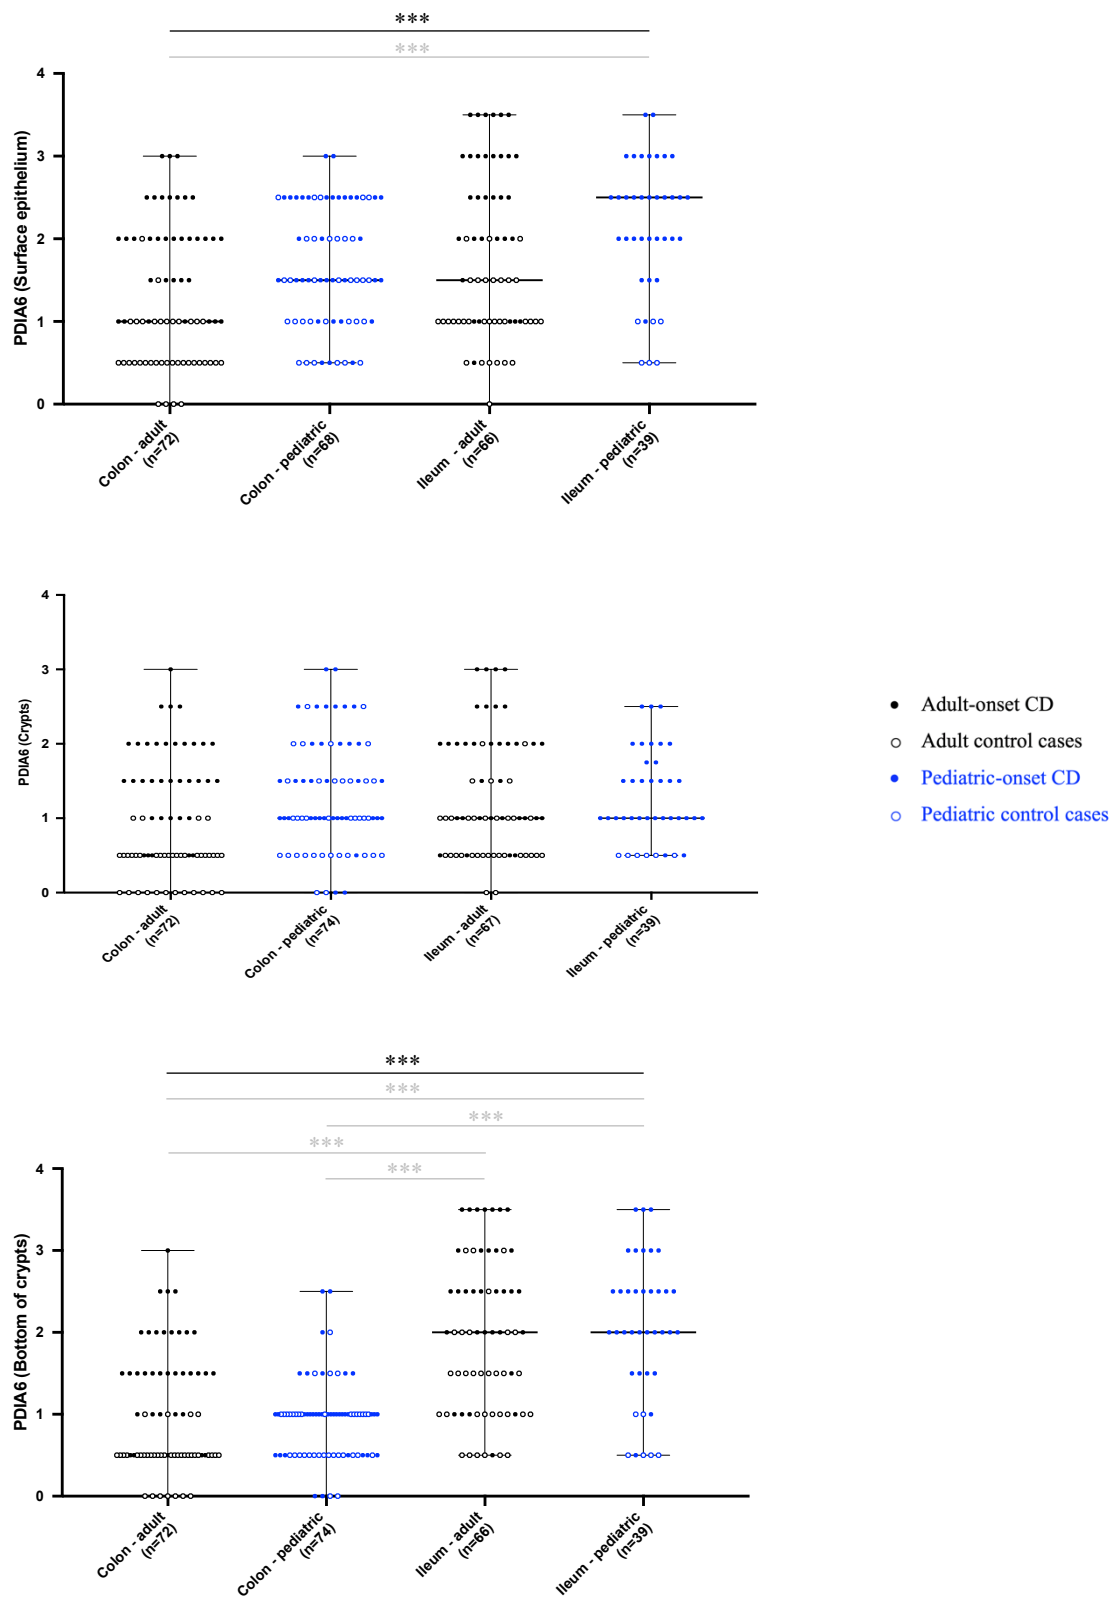 ***
***
4
3
2
1
0
PDIA6 (Surface epithelium)
Colon - adult
(n=72)
Colon - pediatric
(n=68)
Ileum - adult
(n=66)
Ileum - pediatric
(n=39)
4
3
2
1
0
PDIA6 (Crypts)
Colon - adult
(n=72)
Colon - pediatric
(n=74)
Ileum - adult
(n=67)
Ileum - pediatric
(n=39)
Adult-onset CD
Adult control cases
Pediatric-onset CD
Pediatric control cases
***
***
***
***
***
4
3
2
1
0
PDIA6 (Bottom of crypts)
Colon - adult
(n=72)
Colon - pediatric
(n=74)
Ileum - adult
(n=66)
Ileum - pediatric
(n=39)